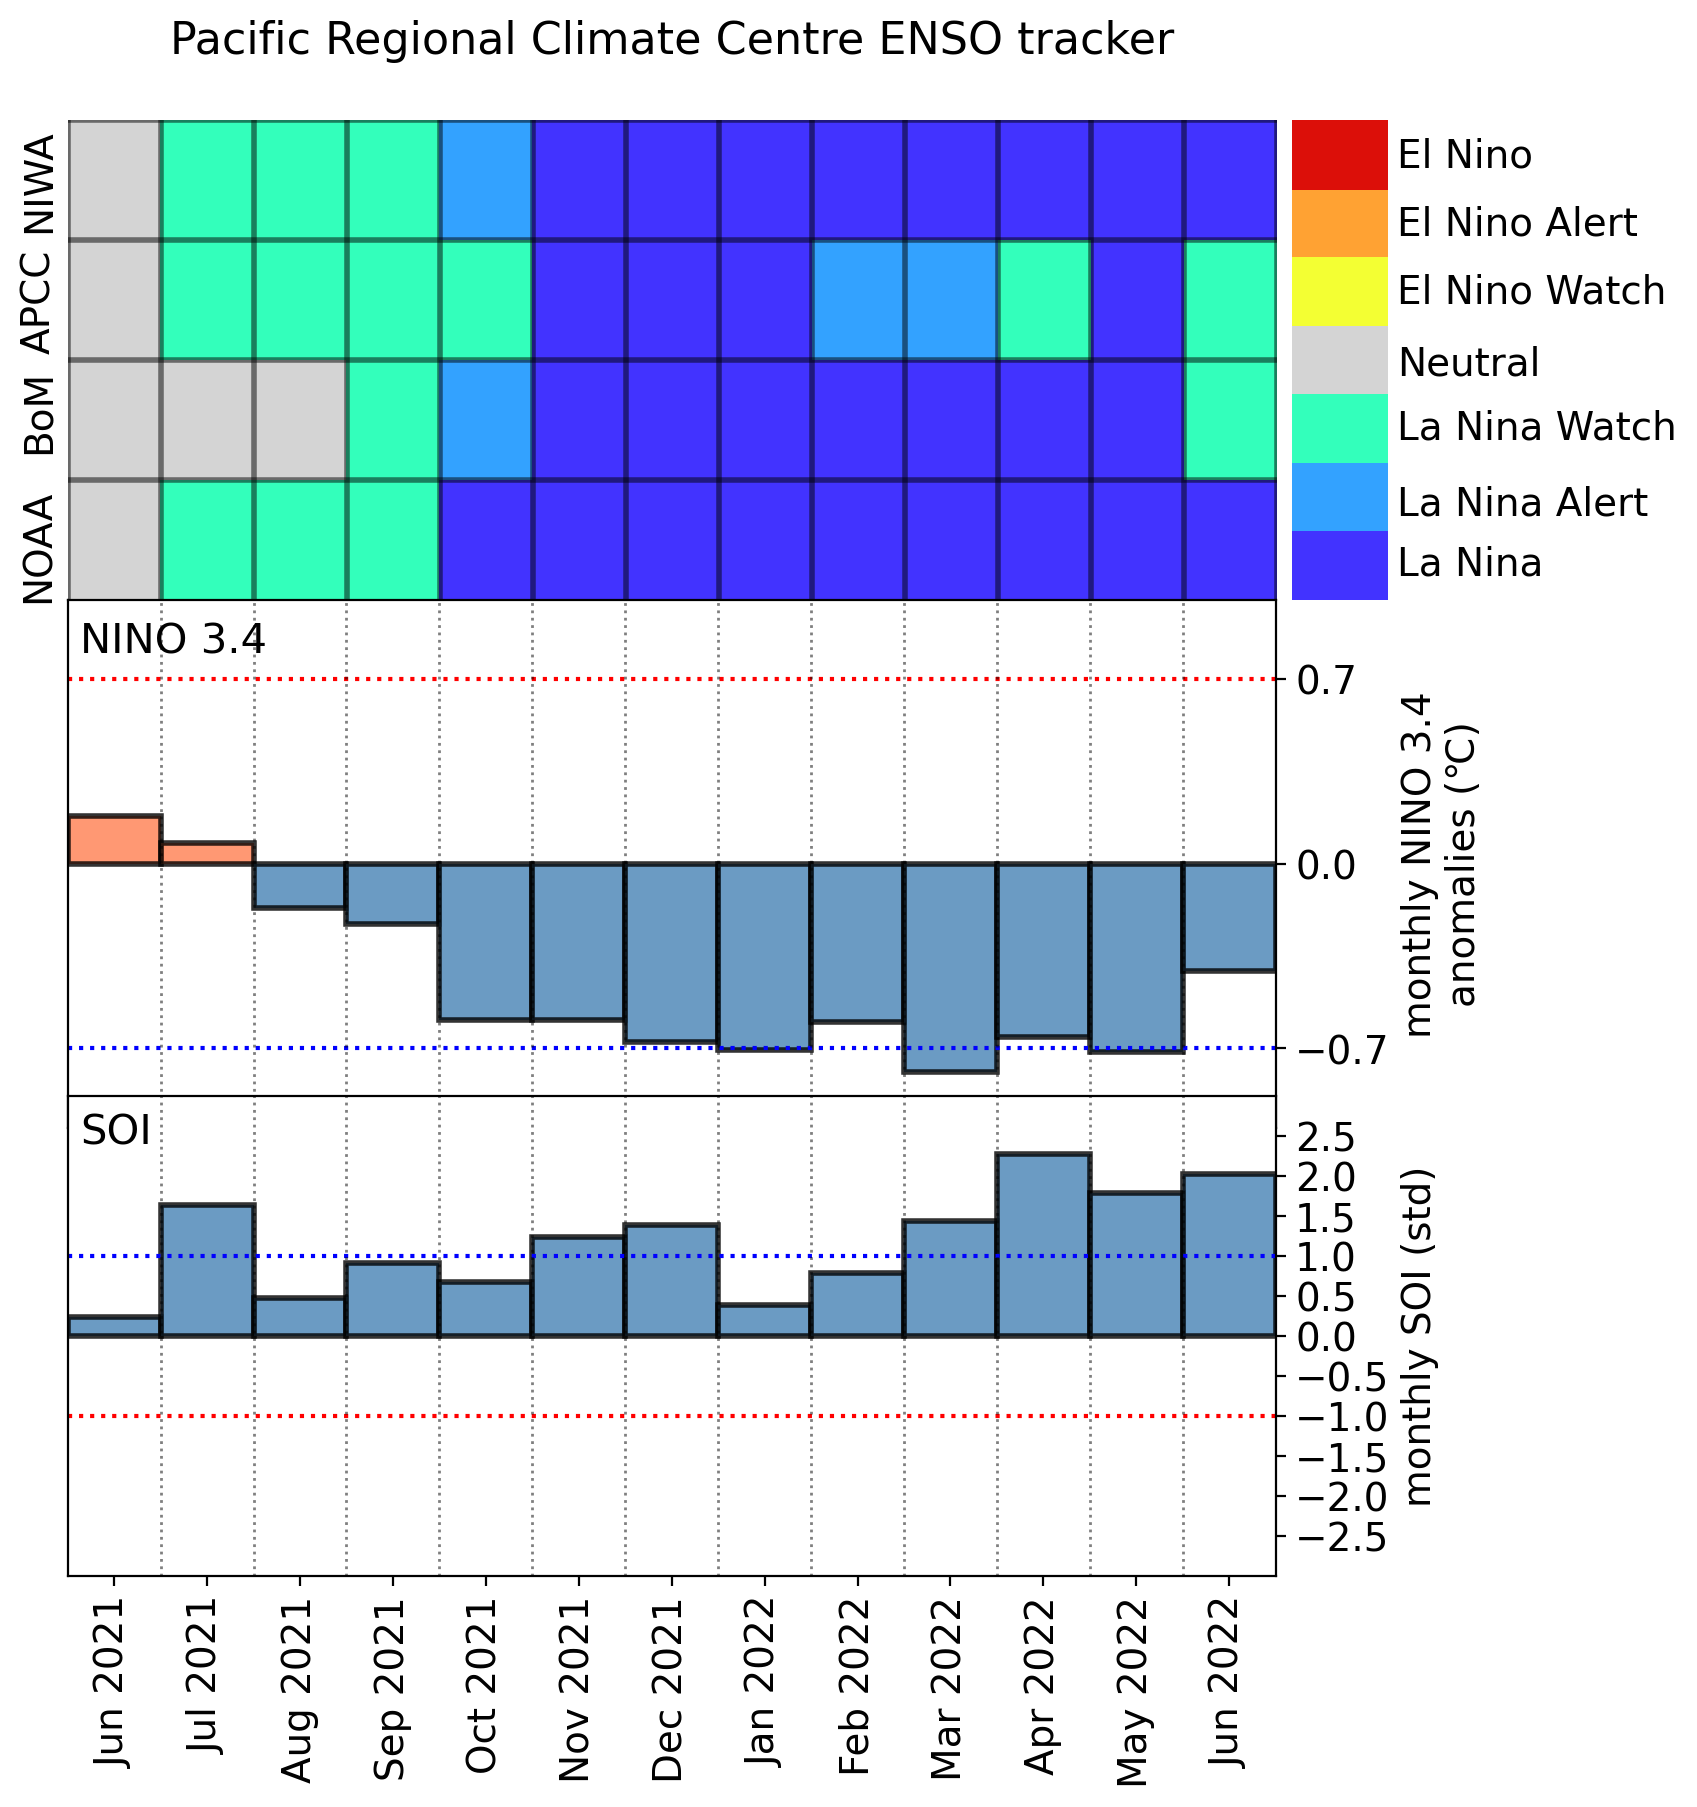 Pacific Regional Climate Centre ENSO tracker
NIWA
APCC
BoM
NOAA
El Nino
El Nino Alert
El Nino Watch
Neutral
La Nina Watch
La Nina Alert
La Nina
NINO 3.4
0.7
0.0
−0.7
monthly NINO 3.4
anomalies (°C)
SOI
2.5
2.0
1.5
1.0
0.5
0.0
−0.5
−1.0
−1.5
−2.0
−2.5
monthly SOI (std)
Jun 2021
Jul 2021
Aug 2021
Sep 2021
Oct 2021
Nov 2021
Dec 2021
Jan 2022
Feb 2022
Mar 2022
Apr 2022
May 2022
Jun 2022